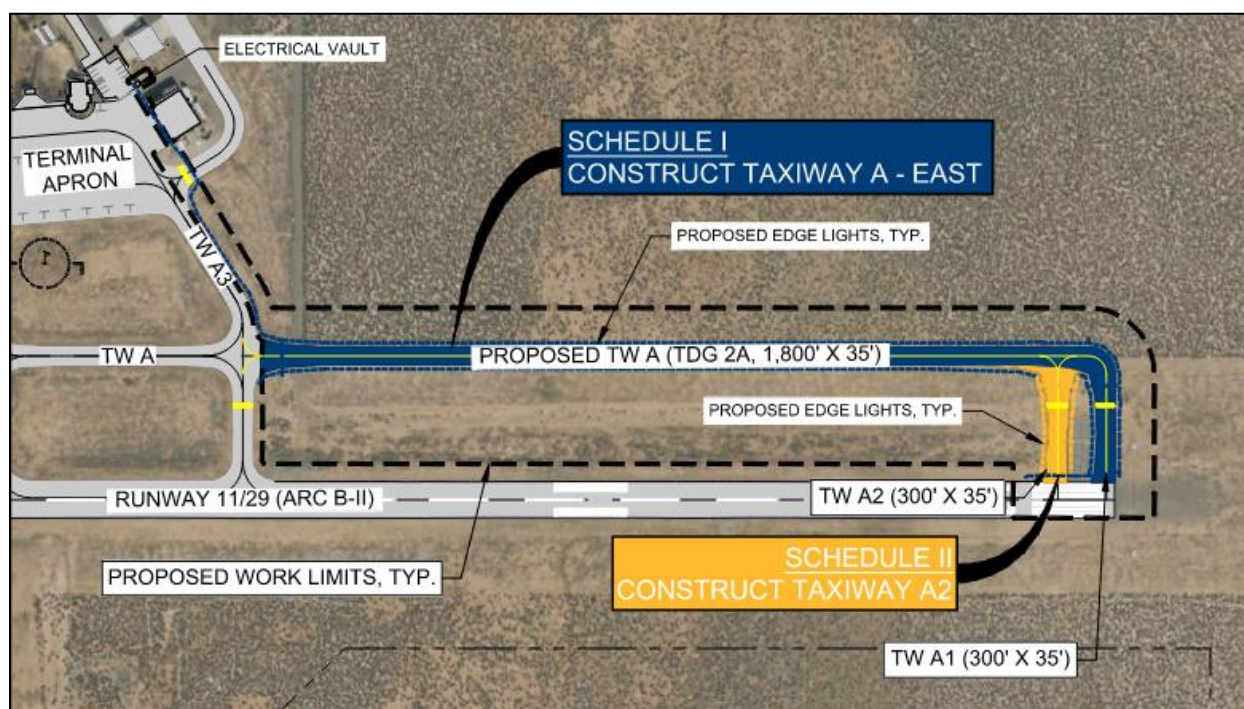 ELECTRICAL VAULT
SCHEDULE I
CONSTRUCT TAXIWAY A - EAST
TERMINAL
APRON
PROPOSED EDGE LIGHTS, TYP.
TW A3
TW A
PROPOSED TW A (TDG 2A, 1,800' X 35')
PROPOSED EDGE LIGHTS, TYP.
RUNWAY 11/29 (ARC B-II)
TW A2 (300' X 35')
SCHEDULE II
CONSTRUCT TAXIWAY A2
PROPOSED WORK LIMITS, TYP.
TW A1 (300' X 35')